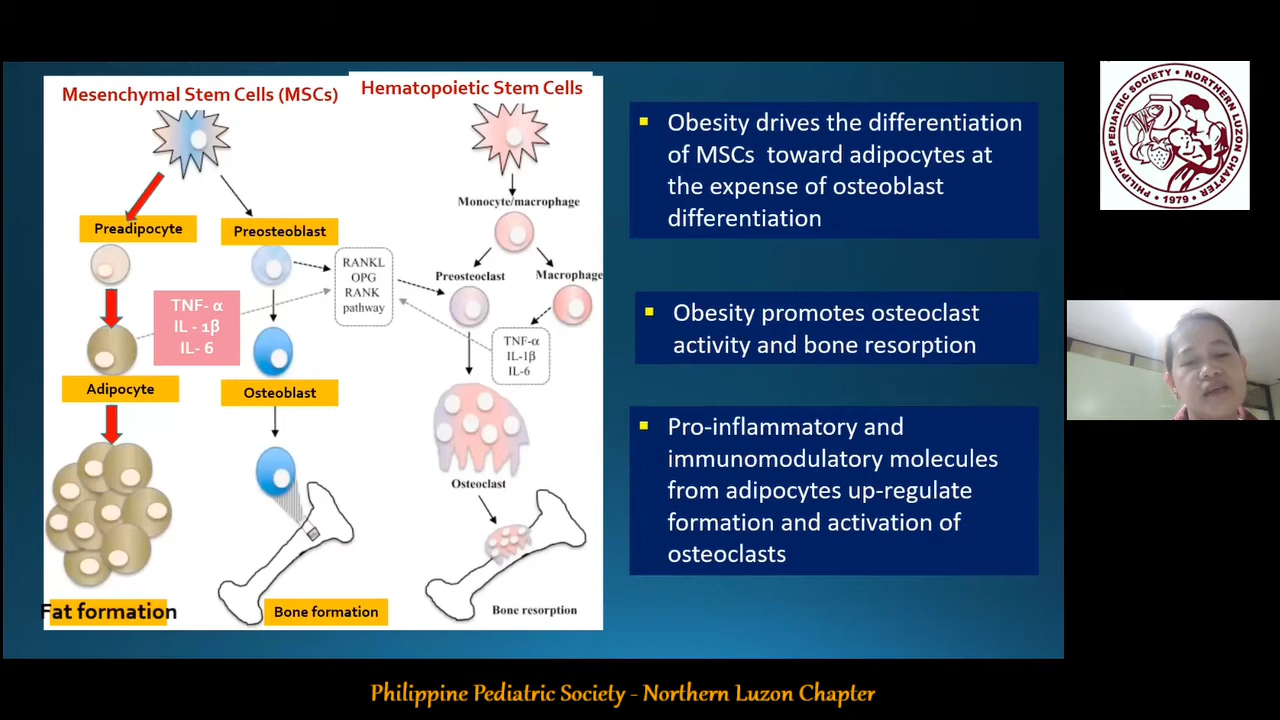 Mesenchymal Stem Cells (MSCs)
Hematopoietic Stem Cells
Monocyte/macrophage
Preadipocyte
Preosteoblast
RANKL
OPG
RANK
pathway
Preosteoclast
Macrophage
TNF- α
IL - 1β
IL- 6
TNF-α
IL-1β
IL-6
Adipocyte
Osteoblast
Osteoclast
Fat formation
Bone formation
Bone resorption
Obesity drives the differentiation
of MSCs toward adipocytes at
the expense of osteoblast
differentiation
Obesity promotes osteoclast
activity and bone resorption
Pro-inflammatory and
immunomodulatory molecules
from adipocytes up-regulate
formation and activation of
osteoclasts
PHILIPPINE PEDIATRIC SOCIETY • NORTHERN LUZON CHAPTER •
1979
Philippine Pediatric Society - Northern Luzon Chapter